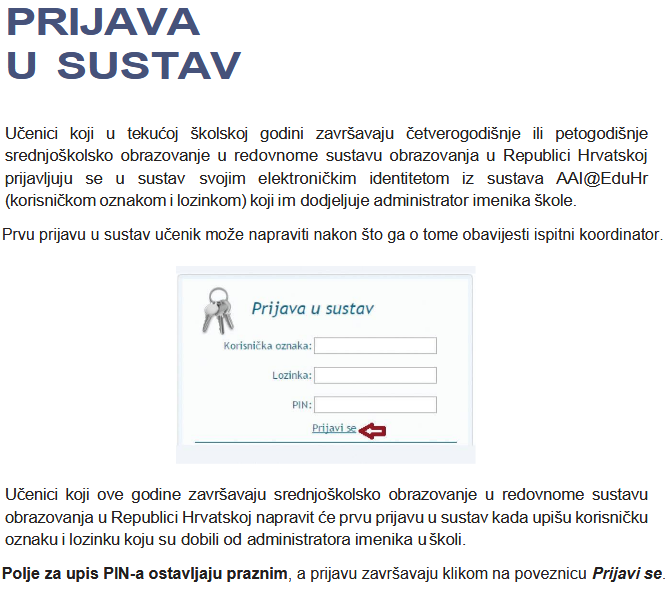 PRIJAVA
U SUSTAV
Učenici koji u tekućoj školskoj godini završavaju četverogodišnje ili petogodišnje
srednjoškolsko obrazovanje u redovnome sustavu obrazovanja u Republici Hrvatskoj
prijavljuju se u sustav svojim elektroničkim identitetom iz sustava AAI@EduHr
(korisničkom oznakom i lozinkom) koji im dodjeljuje administrator imenika škole.
Prvu prijavu u sustav učenik može napraviti nakon što ga o tome obavijesti ispitni koordinator.
Prijava u sustav
Korisnička oznaka:
Lozinka:
PIN:
Prijavi se
Učenici koji ove godine završavaju srednjoškolsko obrazovanje u redovnome sustavu
obrazovanja u Republici Hrvatskoj napravit će prvu prijavu u sustav kada upišu korisničku
oznaku i lozinku koju su dobili od administratora imenika u školi.
Polje za upis PIN-a ostavljaju praznim, a prijavu završavaju klikom na poveznicu Prijavi se.